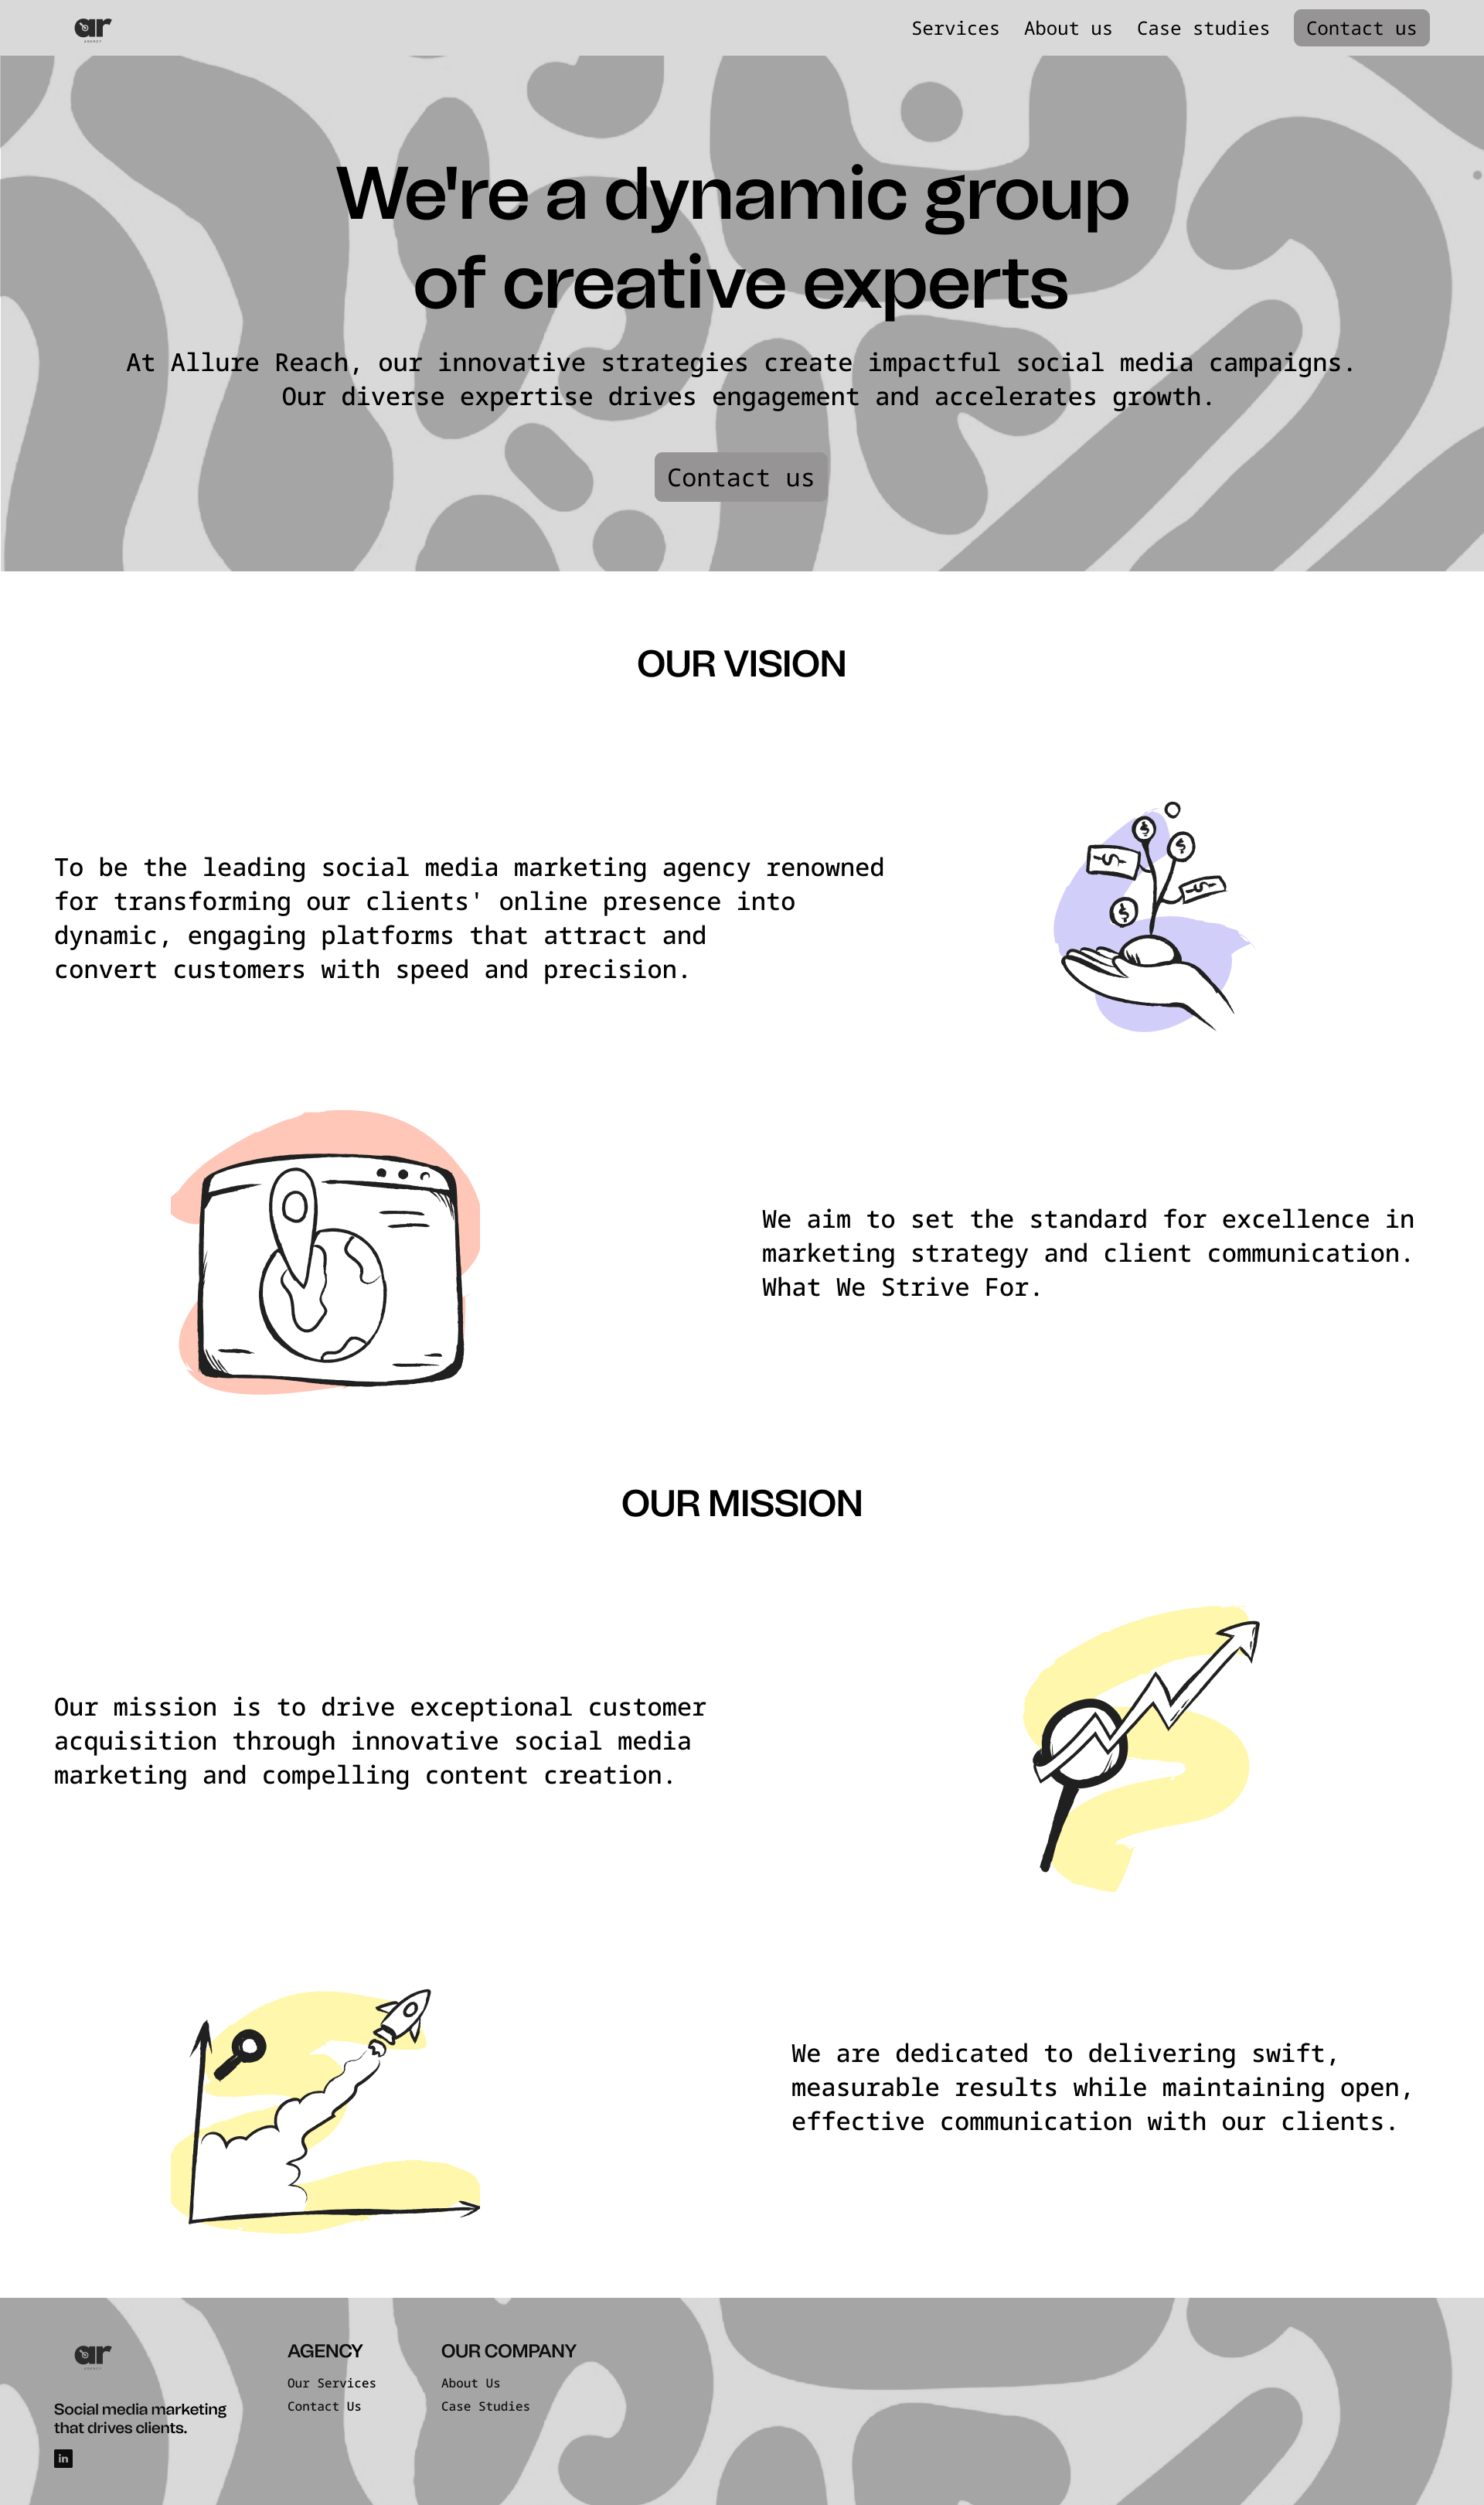 ar
Services About us Case studies Contact us
We're a dynamic group
of creative experts
At Allure Reach, our innovative strategies create impactful social media campaigns.
Our diverse expertise drives engagement and accelerates growth.
Contact us
OUR VISION
To be the leading social media marketing agency renowned
for transforming our clients' online presence into
dynamic, engaging platforms that attract and
convert customers with speed and precision.
We aim to set the standard for excellence in
marketing strategy and client communication.
What We Strive For.
OUR MISSION
Our mission is to drive exceptional customer
acquisition through innovative social media
marketing and compelling content creation.
We are dedicated to delivering swift,
measurable results while maintaining open,
effective communication with our clients.
ar
Social media marketing
that drives clients.
in
AGENCY
Our Services
Contact Us
OUR COMPANY
About Us
Case Studies